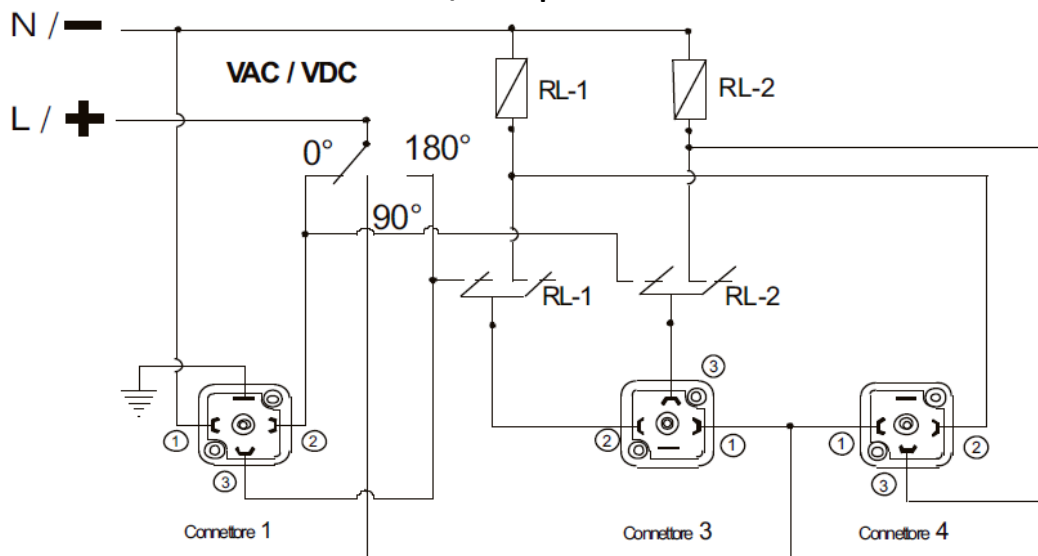 N / −
VAC / VDC
RL-1
RL-2
L / +
0°
180°
90°
RL-1
RL-2
3
1
2
2
1
1
2
3
3
Connettore 1
Connettore 3
Connettore 4